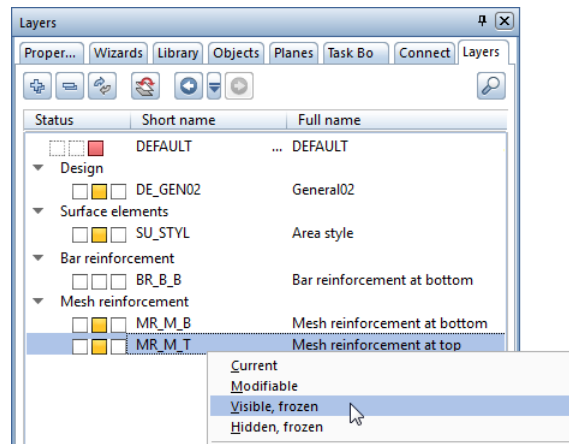 Layers
Proper... Wizards Library Objects Planes Task Bo Connect Layers
Status Short name Full name
DEFAULT ... DEFAULT
Design
DE_GEN02 General02
Surface elements
SU_STYL Area style
Bar reinforcement
BR_B_B Bar reinforcement at bottom
Mesh reinforcement
MR_M_B Mesh reinforcement at bottom
MR_M_T Mesh reinforcement at top
Current
Modifiable
Visible, frozen
Hidden, frozen